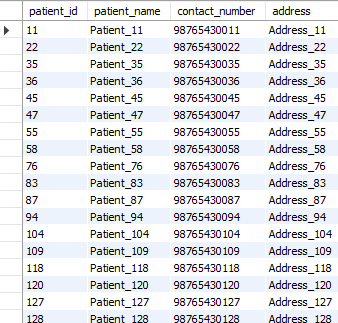 patient_id patient_name contact_number address
11 Patient_11 98765430011 Address_11
22 Patient_22 98765430022 Address_22
35 Patient_35 98765430035 Address_35
36 Patient_36 98765430036 Address_36
45 Patient_45 98765430045 Address_45
47 Patient_47 98765430047 Address_47
55 Patient_55 98765430055 Address_55
58 Patient_58 98765430058 Address_58
76 Patient_76 98765430076 Address_76
83 Patient_83 98765430083 Address_83
87 Patient_87 98765430087 Address_87
94 Patient_94 98765430094 Address_94
104 Patient_104 98765430104 Address_104
109 Patient_109 98765430109 Address_109
118 Patient_118 98765430118 Address_118
120 Patient_120 98765430120 Address_120
127 Patient_127 98765430127 Address_127
128 Patient_128 98765430128 Address_128